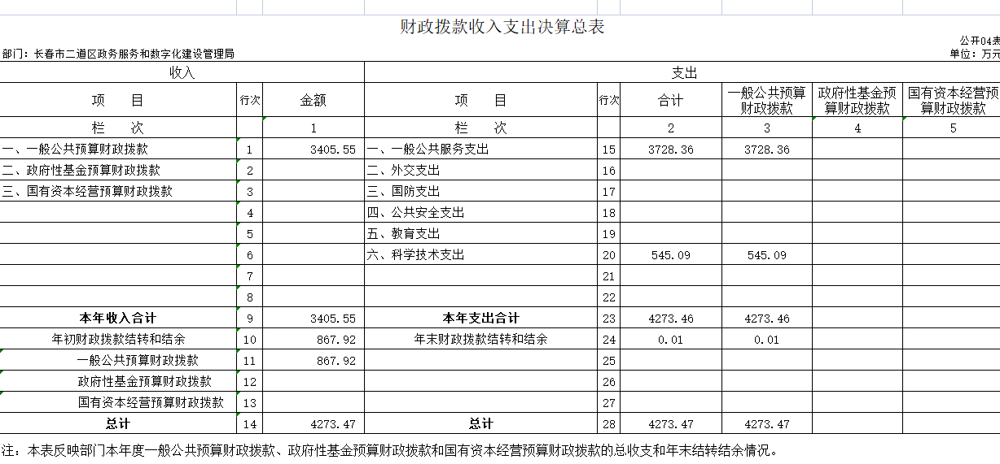 财政拨款收入支出决算总表
公开04表
部门：长春市二道区政务服务和数字化建设管理局 单位：万元
收入 支出
项 目 行次 金额 项 目 行次 合计 一般公共预算财政拨款 政府性基金预算财政拨款 国有资本经营预算财政拨款
栏 次 1 栏 次 2 3 4 5
一、一般公共预算财政拨款 1 3405.55 一、一般公共服务支出 15 3728.36 3728.36
二、政府性基金预算财政拨款 2 二、外交支出 16
三、国有资本经营预算财政拨款 3 三、国防支出 17
4 四、公共安全支出 18
5 五、教育支出 19
6 六、科学技术支出 20 545.09 545.09
7 21
8 22
本年收入合计 9 3405.55 本年支出合计 23 4273.46 4273.46
年初财政拨款结转和结余 10 867.92 年末财政拨款结转和结余 24 0.01 0.01
一般公共预算财政拨款 11 867.92 25
政府性基金预算财政拨款 12 26
国有资本经营预算财政拨款 13 27
总计 14 4273.47 总计 28 4273.47 4273.47
注：本表反映部门本年度一般公共预算财政拨款、政府性基金预算财政拨款和国有资本经营预算财政拨款的总收支和年末结转结余情况。